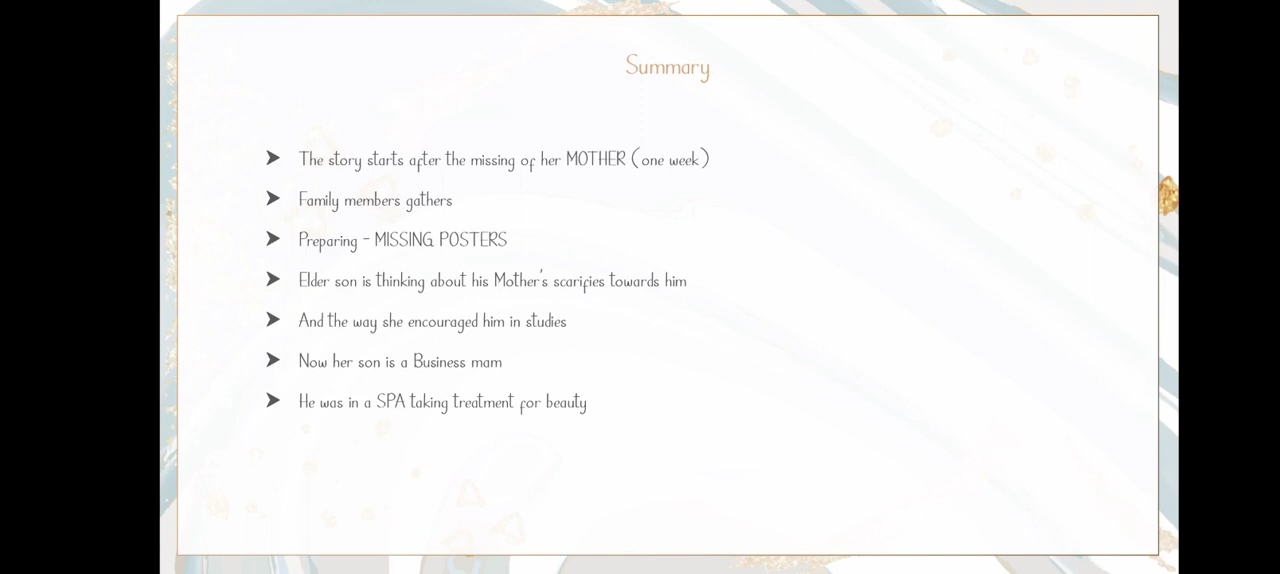 Summary
➤ The story starts after the missing of her MOTHER (one week)
➤ Family members gathers
➤ Preparing - MISSING POSTERS
➤ Elder son is thinking about his Mother's scarifies towards him
➤ And the way she encouraged him in studies
➤ Now her son is a Business mam
➤ He was in a SPA taking treatment for beauty